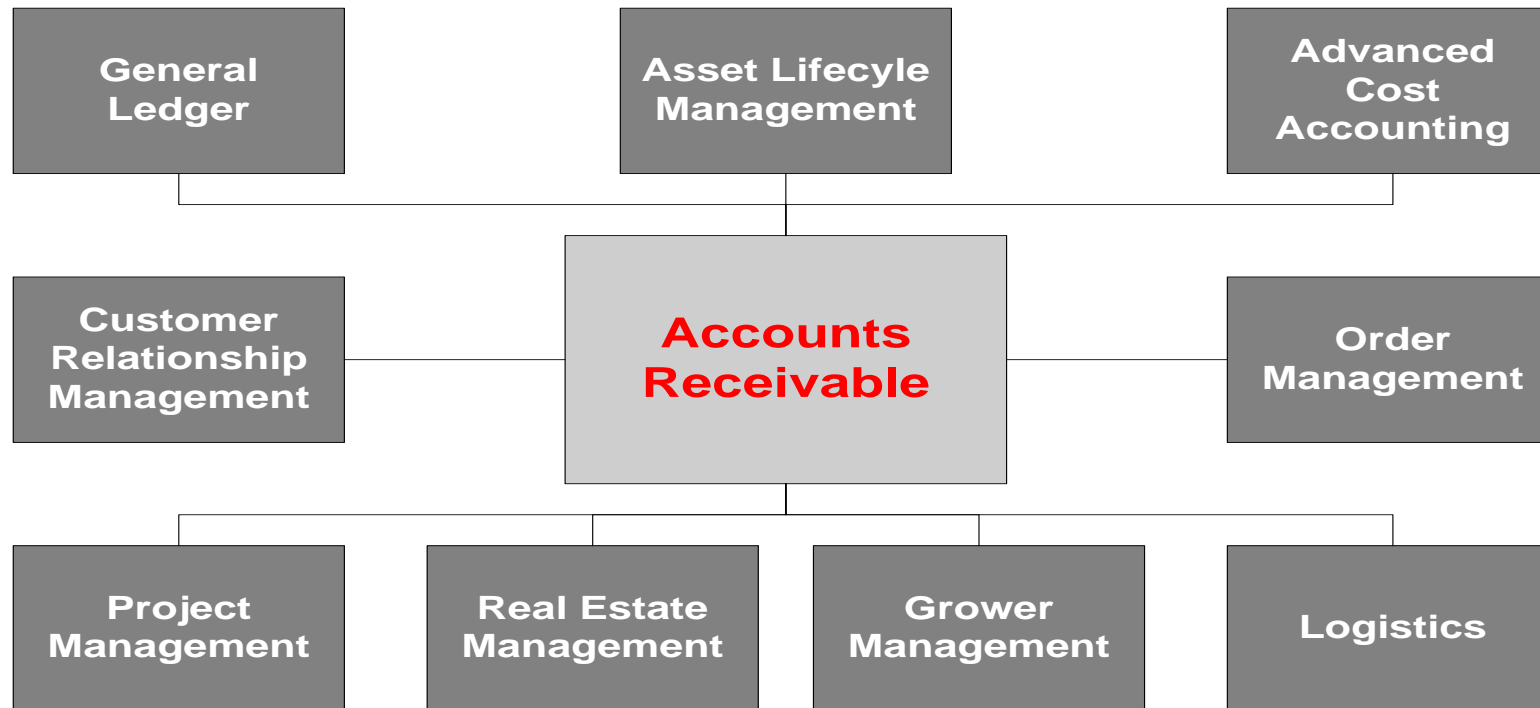 General
Ledger
Asset Lifecyle
Management
Advanced
Cost
Accounting
Customer
Relationship
Management
Accounts
Receivable
Order
Management
Project
Management
Real Estate
Management
Grower
Management
Logistics